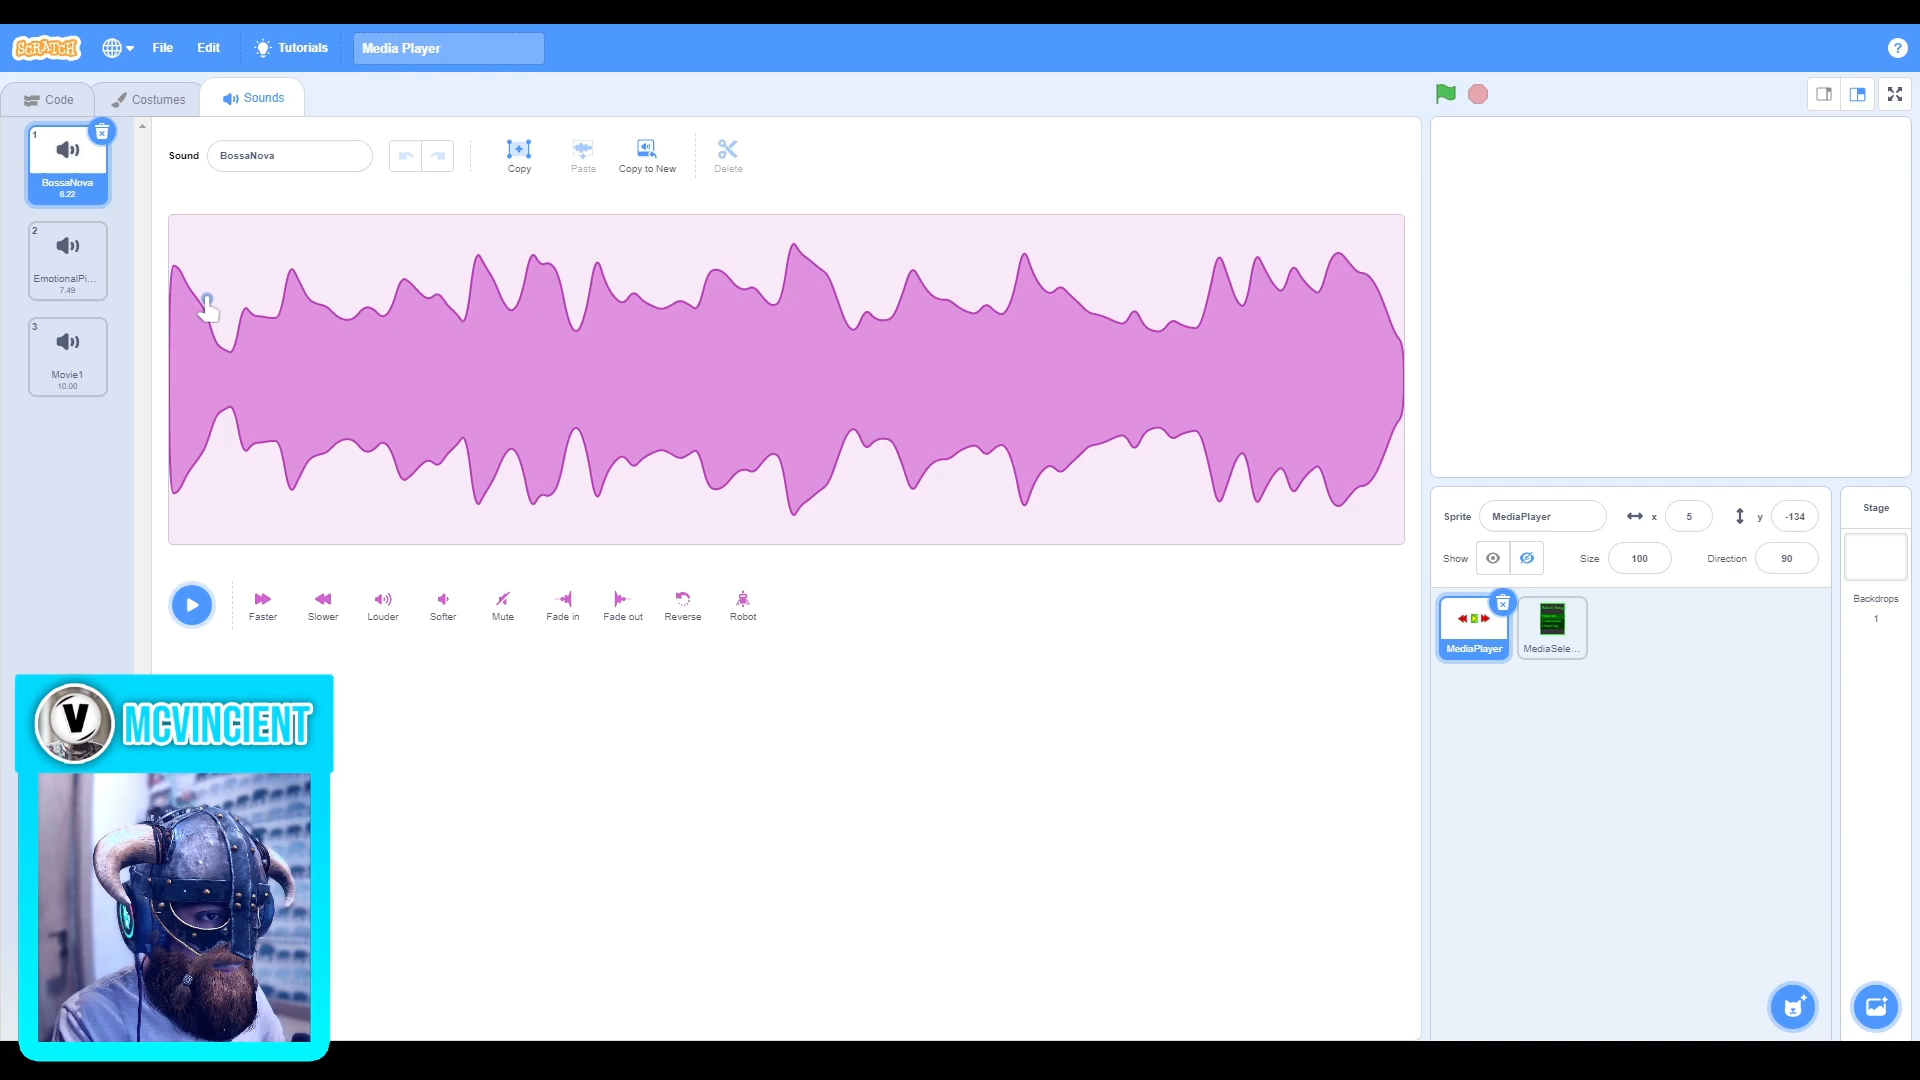 SCRATCH
File
Edit
Tutorials
Media Player
?
Code
Costumes
Sounds
1
BossaNova
6.22
2
EmotionalPi...
7.49
3
Movie1
10.00
Sound
BossaNova
Copy
Paste
Copy to New
Delete
Faster
Slower
Louder
Softer
Mute
Fade in
Fade out
Reverse
Robot
Sprite
MediaPlayer
x
5
y
-134
Show
Size
100
Direction
90
MediaPlayer
MediaSele...
Stage
Backdrops
1
V
MCVINCIENT